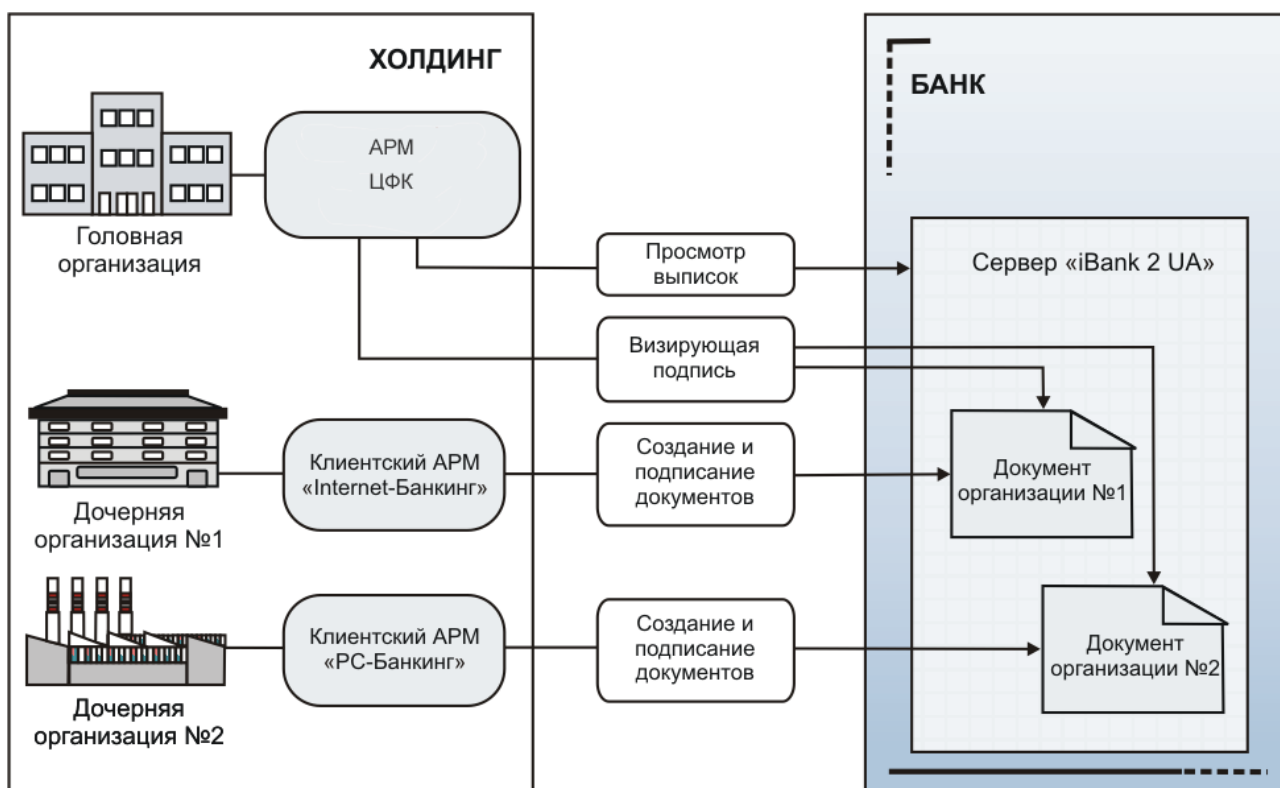 ХОЛДИНГ
БАНК
АРМ
ЦФК
Головная
организация
Просмотр
выписок
Сервер «iBank 2 UA»
Визирующая
подпись
Дочерняя
организация №1
Клиентский АРМ
«Internet-Банкинг»
Создание и
подписание
документов
Документ
организации №1
Дочерняя
организация №2
Клиентский АРМ
«PC-Банкинг»
Создание и
подписание
документов
Документ
организации №2